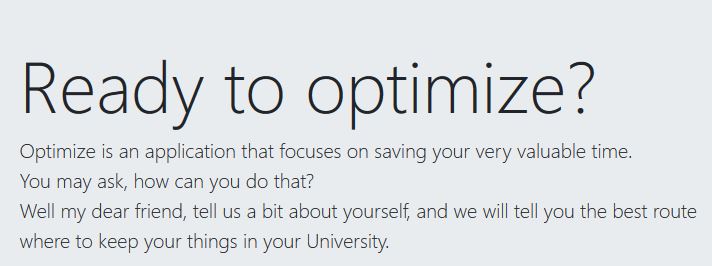 Ready to optimize?
Optimize is an application that focuses on saving your very valuable time.
You may ask, how can you do that?
Well my dear friend, tell us a bit about yourself, and we will tell you the best route
where to keep your things in your University.